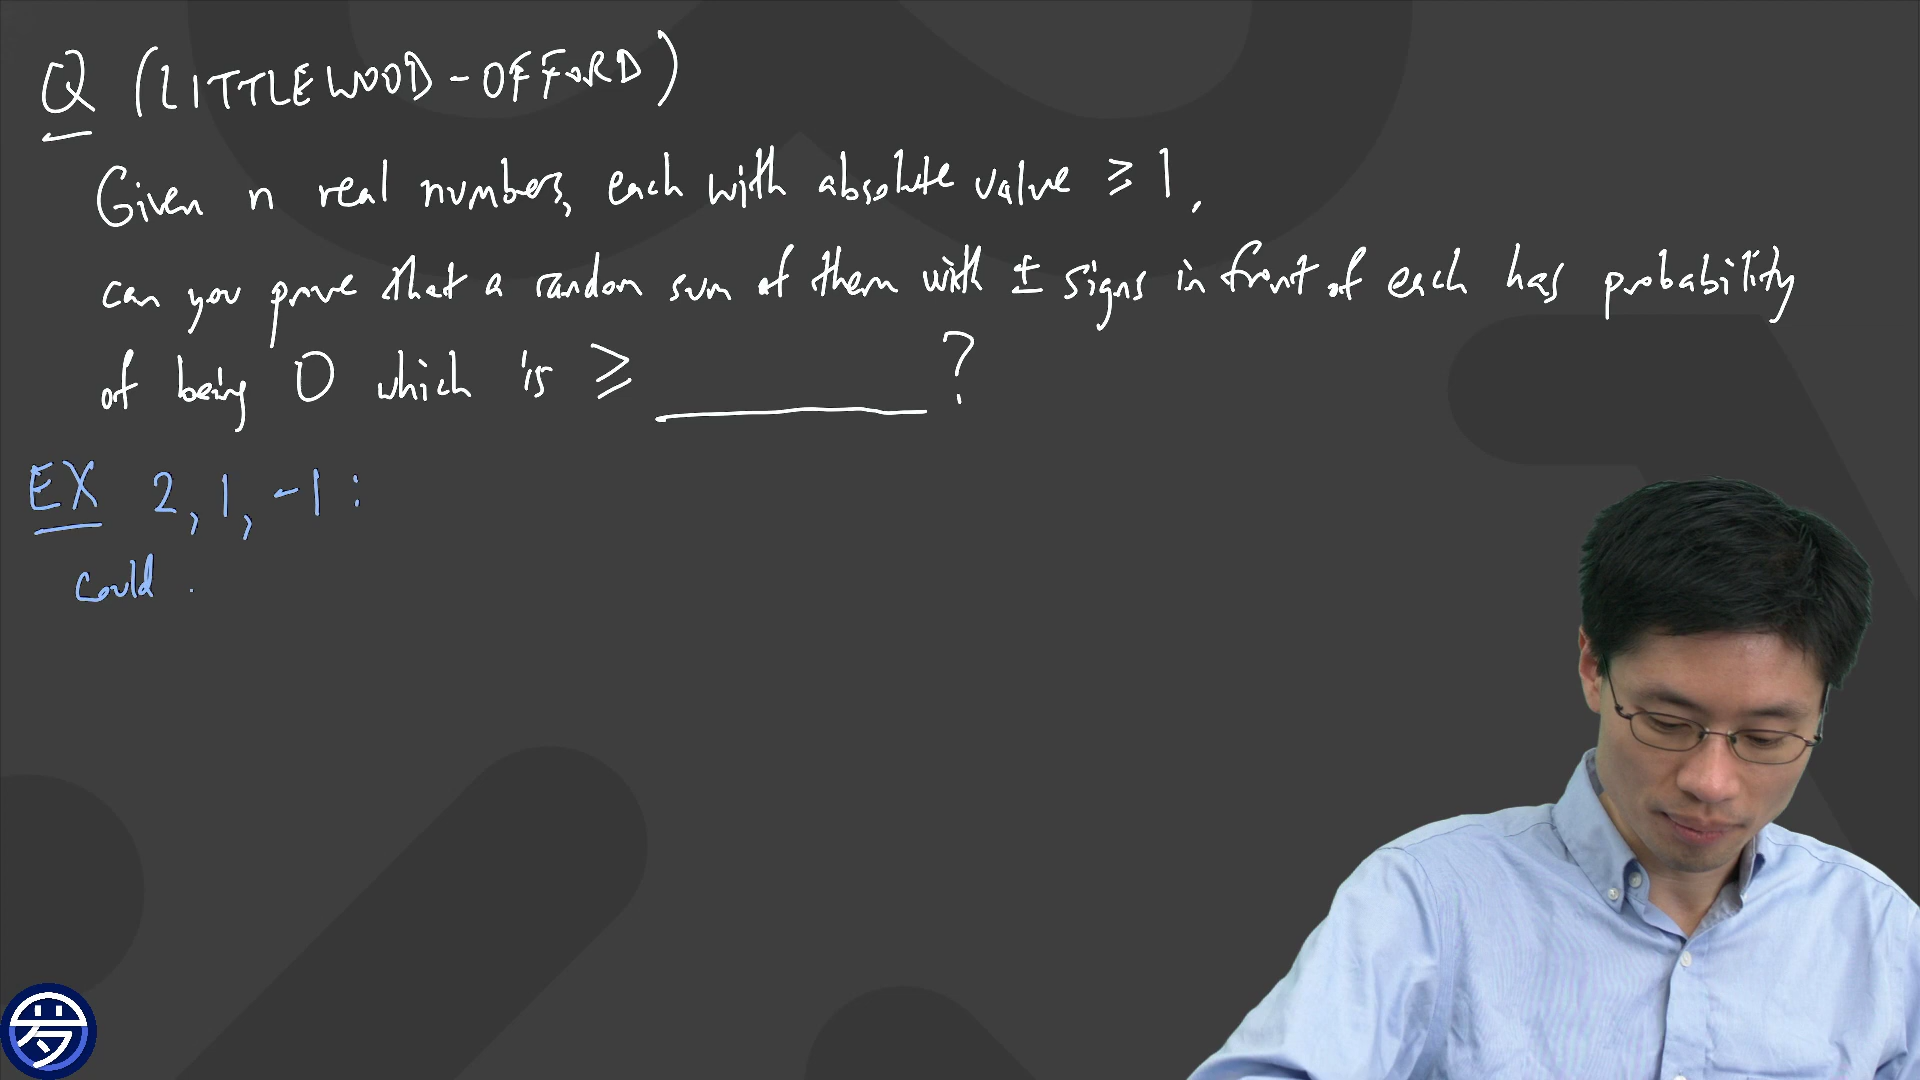 Q (LITTLEWOOD-OFFORD)
Given n real numbers, each with absolute value ≥ 1,
can you prove that a random sum of them with ± signs in front of each has probability
of being 0 which is ≥ ________ ?
EX 2, 1, -1 :
Could .